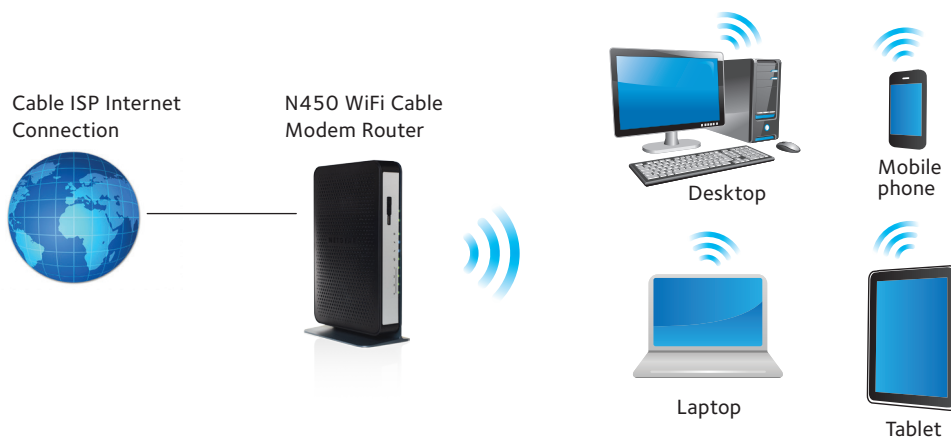 Cable ISP Internet
Connection
N450 WiFi Cable
Modem Router
Desktop
Mobile
phone
Laptop
Tablet